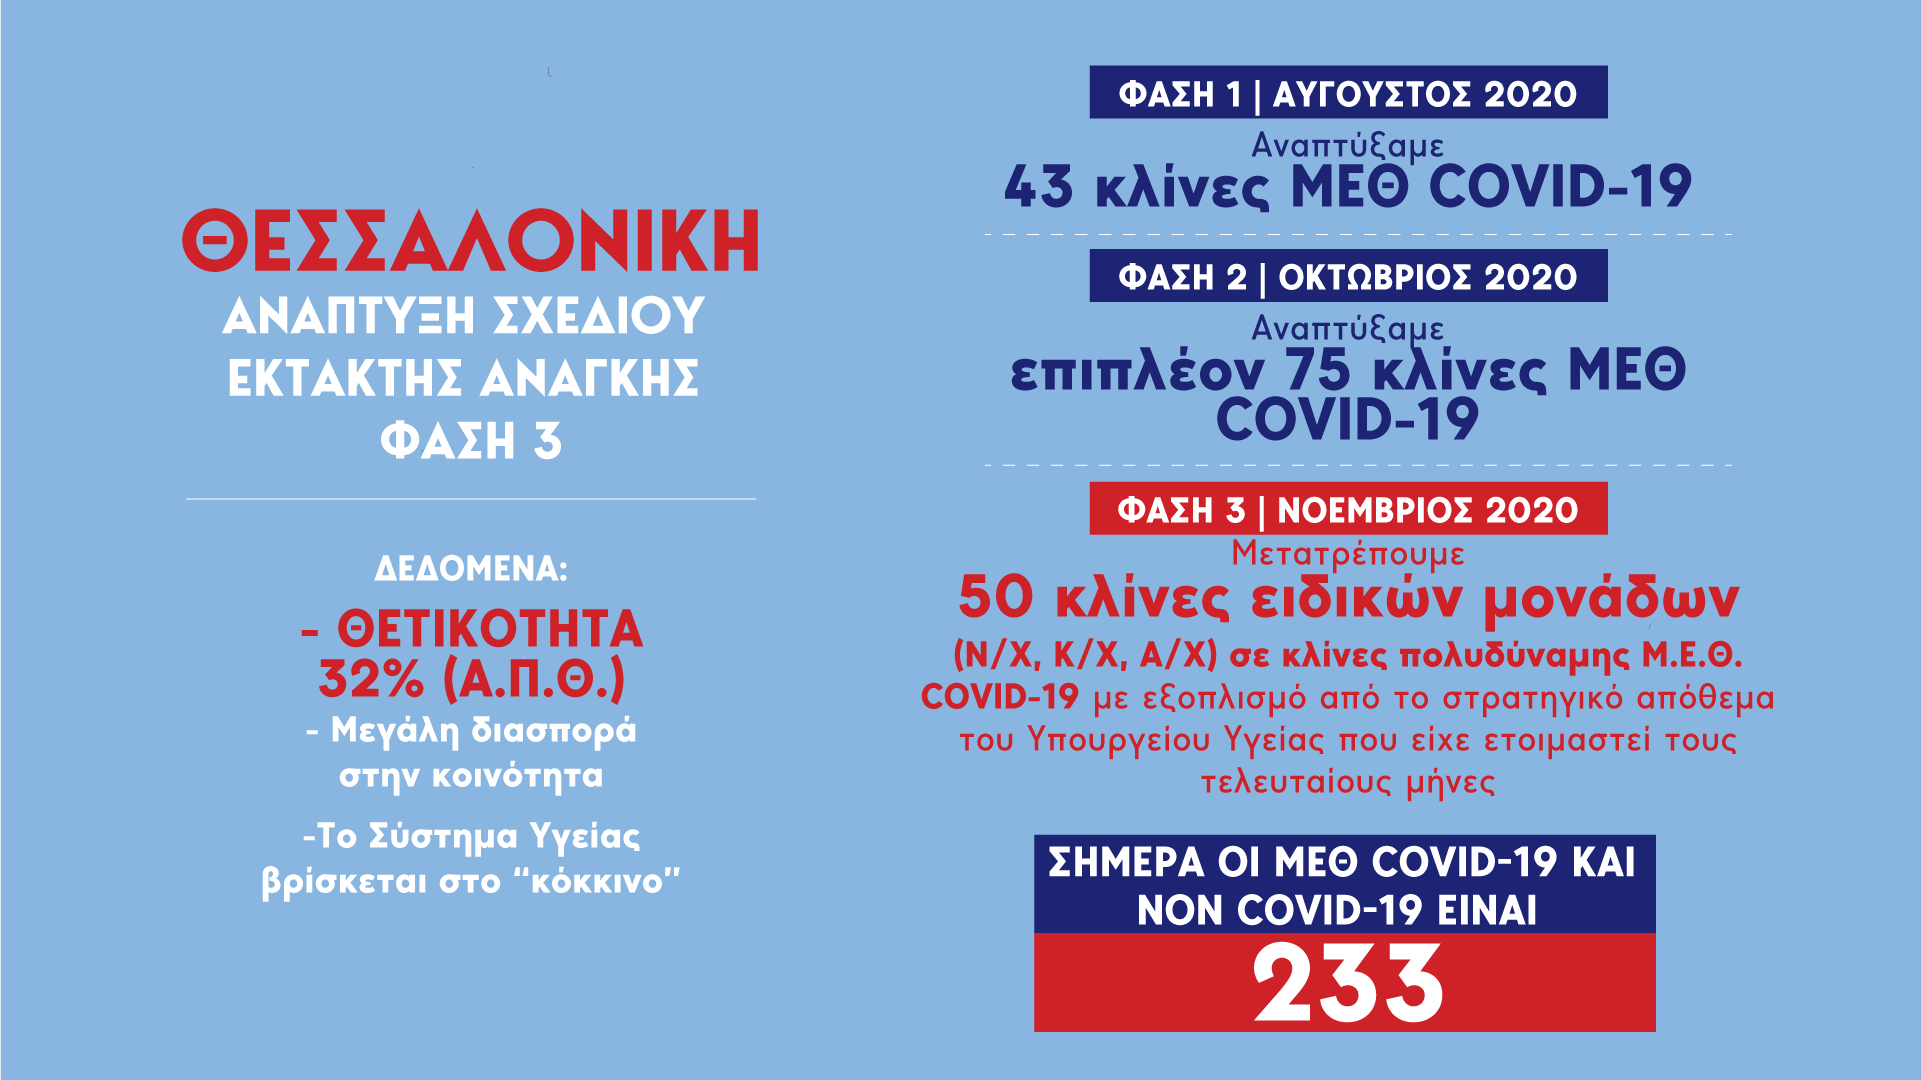 ΘΕΣΣΑΛΟΝΙΚΗ
ΑΝΑΠΤΥΞΗ ΣΧΕΔΙΟΥ
ΕΚΤΑΚΤΗΣ ΑΝΑΓΚΗΣ
ΦΑΣΗ 3
ΔΕΔΟΜΕΝΑ:
- ΘΕΤΙΚΟΤΗΤΑ
32% (Α.Π.Θ.)
- Μεγάλη διασπορά
στην κοινότητα
-Το Σύστημα Υγείας
βρίσκεται στο “κόκκινο”
ΦΑΣΗ 1 | ΑΥΓΟΥΣΤΟΣ 2020
Αναπτύξαμε
43 κλίνες ΜΕΘ COVID-19
ΦΑΣΗ 2 | ΟΚΤΩΒΡΙΟΣ 2020
Αναπτύξαμε
επιπλέον 75 κλίνες ΜΕΘ
COVID-19
ΦΑΣΗ 3 | ΝΟΕΜΒΡΙΟΣ 2020
Μετατρέπουμε
50 κλίνες ειδικών μονάδων
(Ν/Χ, Κ/Χ, Α/Χ) σε κλίνες πολυδύναμης Μ.Ε.Θ.
COVID-19 με εξοπλισμό από το στρατηγικό απόθεμα
του Υπουργείου Υγείας που είχε ετοιμαστεί τους
τελευταίους μήνες
ΣΗΜΕΡΑ ΟΙ ΜΕΘ COVID-19 ΚΑΙ
NON COVID-19 ΕΙΝΑΙ
233